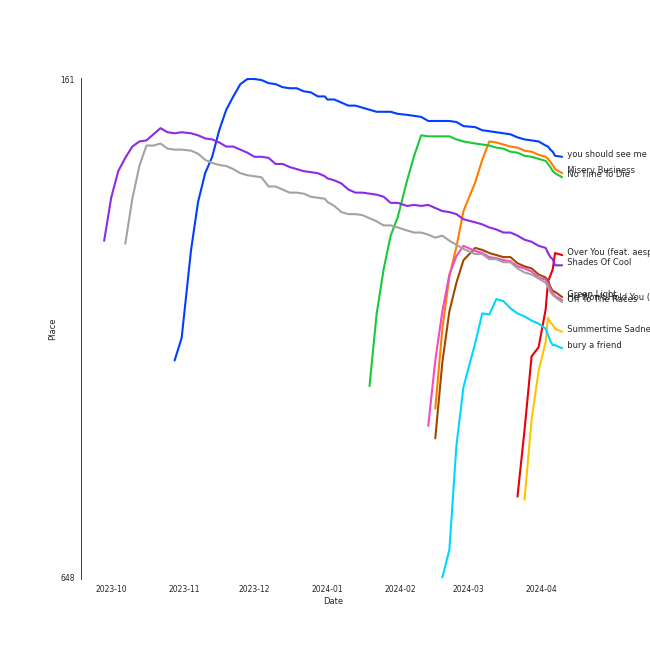 161
you should see me
Misery Business
No Time To Die
Over You (feat. aesp
Shades Of Cool
Green Light
Told You (
Off To The Races
Summertime Sadne
bury a friend
Place
648
2023-10
2023-11
2023-12
2024-01
2024-02
2024-03
2024-04
Date